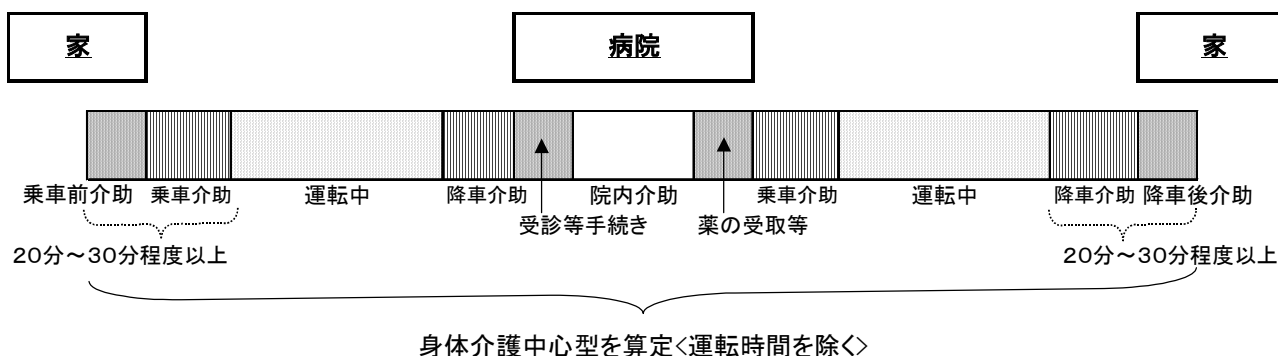 家 病院 家
乗車前介助 乗車介助 運転中 降車介助 院内介助 乗車介助 運転中 降車介助 降車後介助
受診等手続き 薬の受取等
20分～30分程度以上 20分～30分程度以上
身体介護中心型を算定<運転時間を除く>